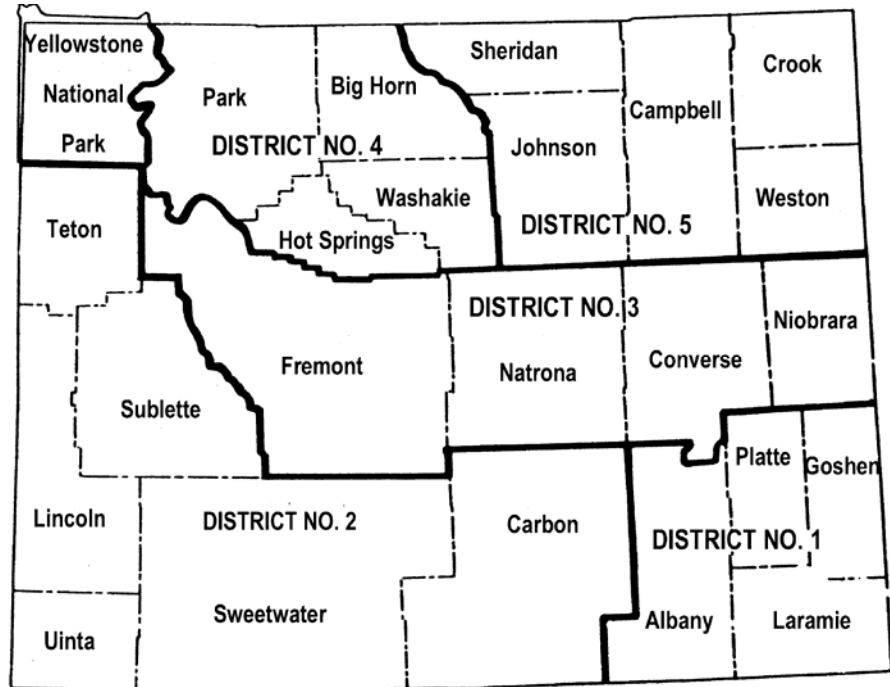 Yellowstone
National
Park
Park
Big Horn
Sheridan
Campbell
Crook
DISTRICT NO. 4
Johnson
Washakie
Weston
Teton
Hot Springs
DISTRICT NO. 5
DISTRICT NO. 3
Niobrara
Fremont
Natrona
Converse
Sublette
Platte
Goshen
Lincoln
DISTRICT NO. 2
Carbon
DISTRICT NO. 1
Sweetwater
Albany
Laramie
Uinta